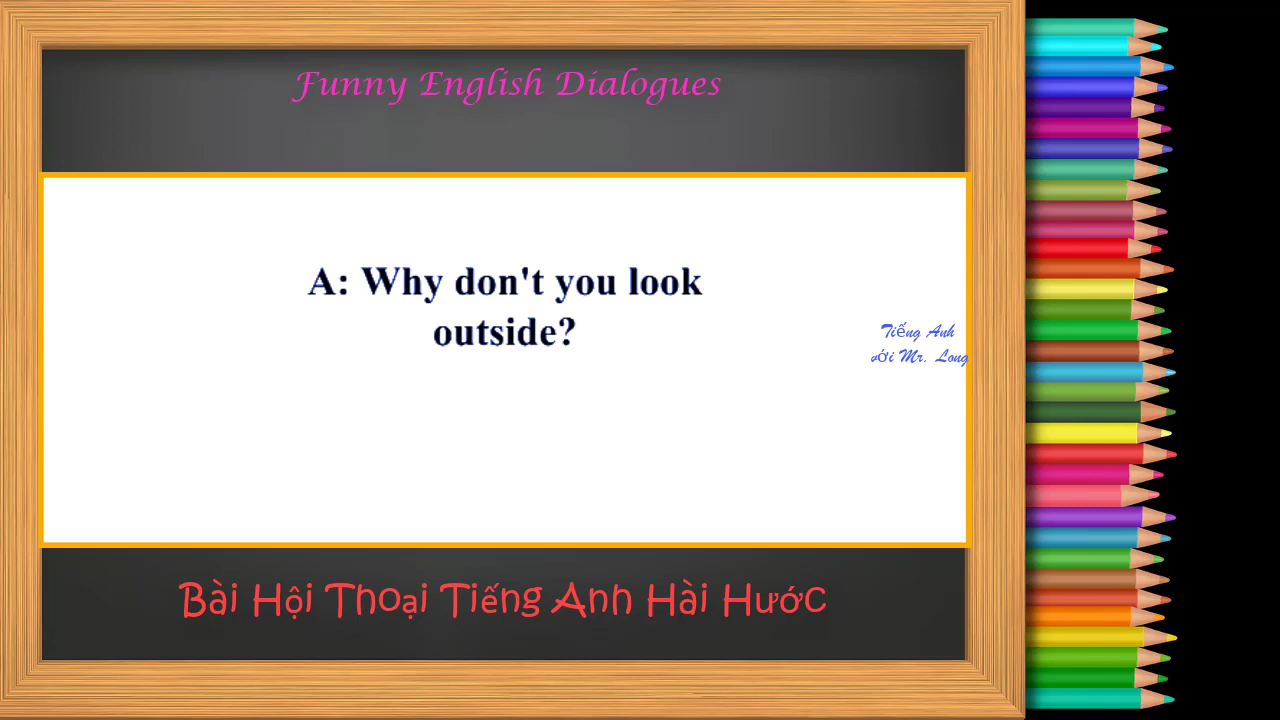 Funny English Dialogues
A: Why don't you look
outside?
Tiếng Anh
với Mr. Long
Bài Hội Thoại Tiếng Anh Hài Hước